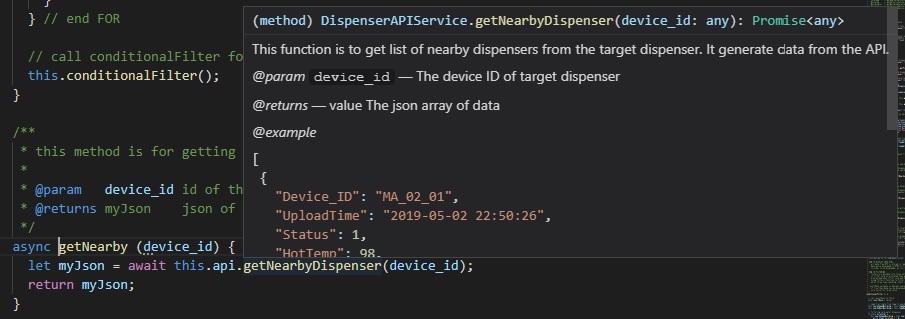 }
} // end FOR
// call conditionalFilter fo
this.conditionalFilter();
}
/**
* this method is for getting
*
* @param   device_id id of th
* @returns myJson    json of
*/
async getNearby (device_id) {
let myJson = await this.api.getNearbyDispenser(device_id);
return myJson;
}
(method) DispenserAPIService.getNearbyDispenser(device_id: any): Promise<any>
This function is to get list of nearby dispensers from the target dispenser. It generate data from the API.
@param device_id — The device ID of target dispenser
@returns — value The json array of data
@example
[
{
"Device_ID": "MA_02_01",
"UploadTime": "2019-05-02 22:50:26",
"Status": 1,
"HotTemp": 98,